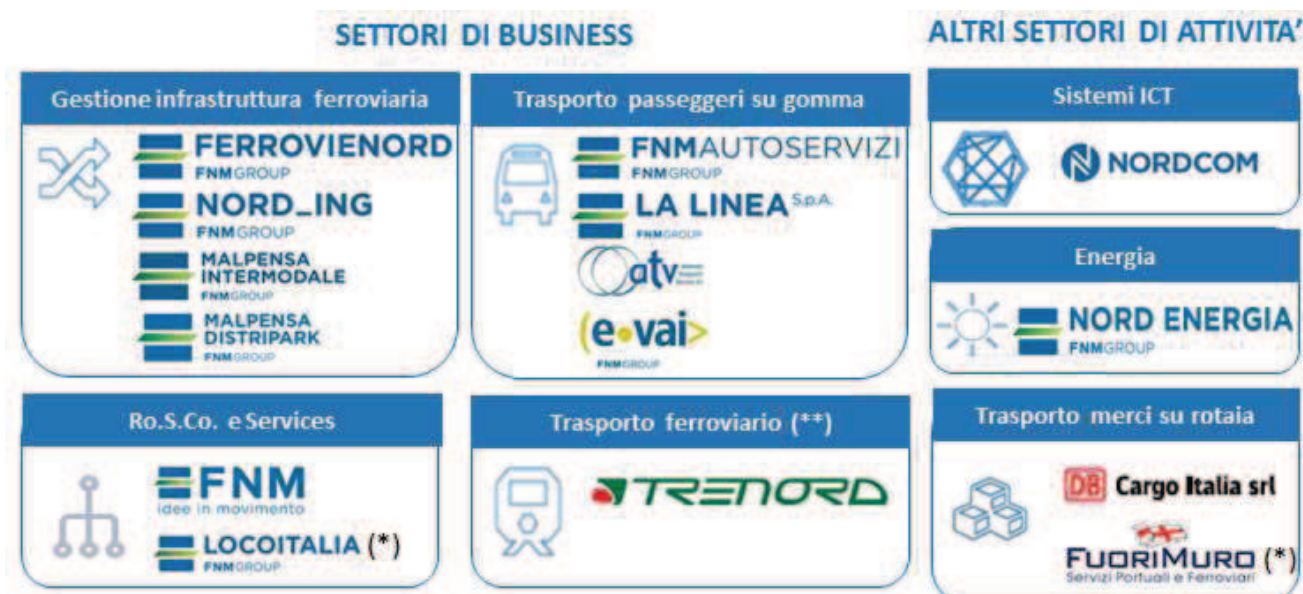 SETTORI DI BUSINESS
ALTRI SETTORI DI ATTIVITA'
Gestione infrastruttura ferroviaria
FERROVIENORD
FNMGROUP
NORD_ING
FNMGROUP
MALPENSA
INTERMODALE
FNMGROUP
MALPENSA
DISTRIPARK
FNMGROUP
Trasporto passeggeri su gomma
FNMAUTOSERVIZI
FNMGROUP
LA LINEA S.p.A.
FNMGROUP
atv
(e•vai>
FNMGROUP
Sistemi ICT
NORDCOM
Energia
NORD ENERGIA
FNMGROUP
Ro.S.Co. e Services
FNM
idee in movimento
LOCOITALIA (*)
FNMGROUP
Trasporto ferroviario (**)
TRENORD
Trasporto merci su rotaia
DB Cargo Italia srl
FUORIMURO (*)
Servizi Portuali e Ferroviari